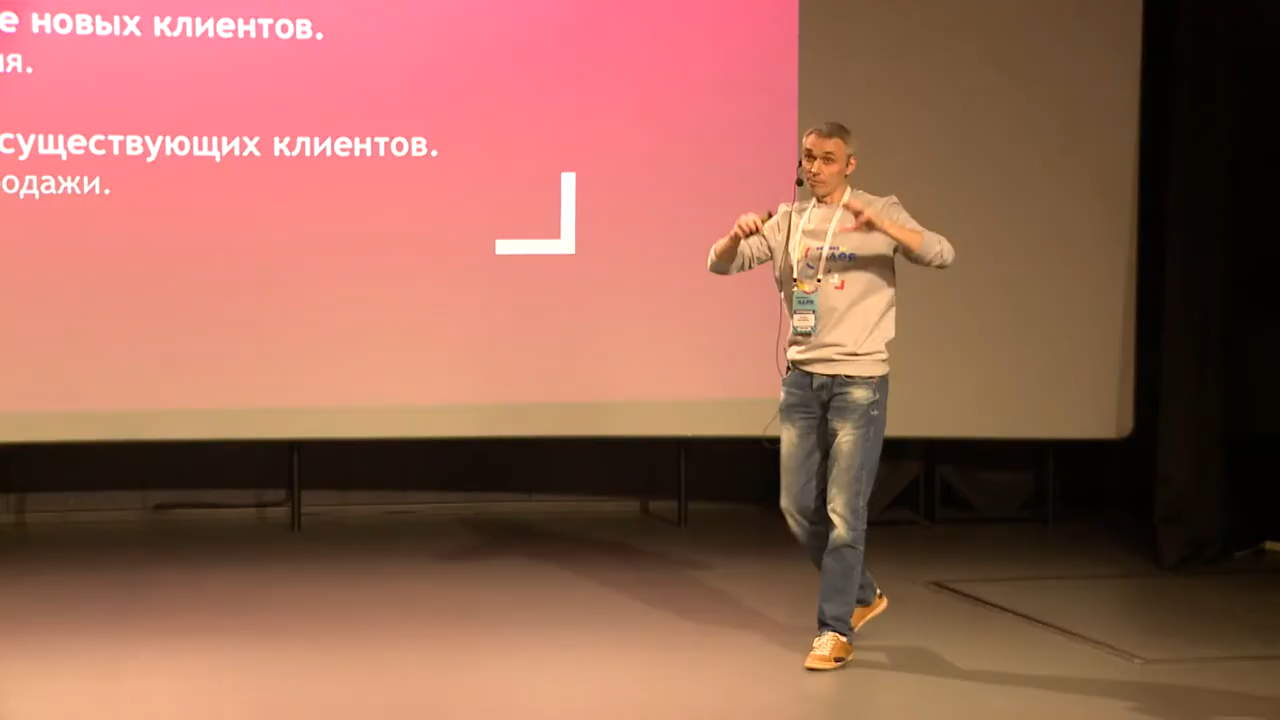 е новых клиентов.
ия.
существующих клиентов.
одажи.